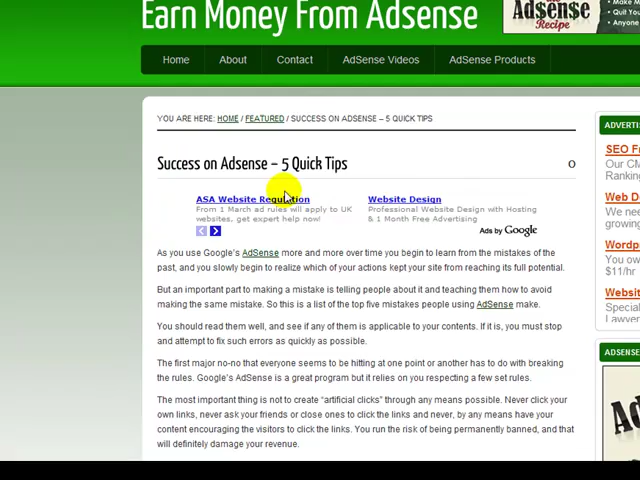 Earn Money From Adsense
the
Adsense
Recipe
Make M
Quit You
Anyone
Home
About
Contact
AdSense Videos
AdSense Products
YOU ARE HERE: HOME / FEATURED / SUCCESS ON ADSENSE – 5 QUICK TIPS
Success on Adsense – 5 Quick Tips
0
ASA Website Regulation
From 1 March ad rules will apply to UK
websites, get expert help now!
Website Design
Professional Website Design with Hosting
& 1 Month Free Advertising
Ads by Google
As you use Google's AdSense more and more over time you begin to learn from the mistakes of the
past, and you slowly begin to realize which of your actions kept your site from reaching its full potential.
But an important part to making a mistake is telling people about it and teaching them how to avoid
making the same mistake. So this is a list of the top five mistakes people using AdSense make.
You should read them well, and see if any of them is applicable to your contents. If it is, you must stop
and attempt to fix such errors as quickly as possible.
The first major no-no that everyone seems to be hitting at one point or another has to do with breaking
the rules. Google's AdSense is a great program but it relies on you respecting a few set rules.
The most important thing is not to create "artificial clicks" through any means possible. Never click your
own links, never ask your friends or close ones to click the links and never, by any means have your
content encouraging the visitors to click the links. You run the risk of being permanently banned, and that
will definitely damage your revenue.
ADVERTI
SEO Fr
Our CM
Ranking
Web D
We nee
growing
Wordp
You ow
$11/hr
Websit
Special
Lawyer
ADSENSE
Ad